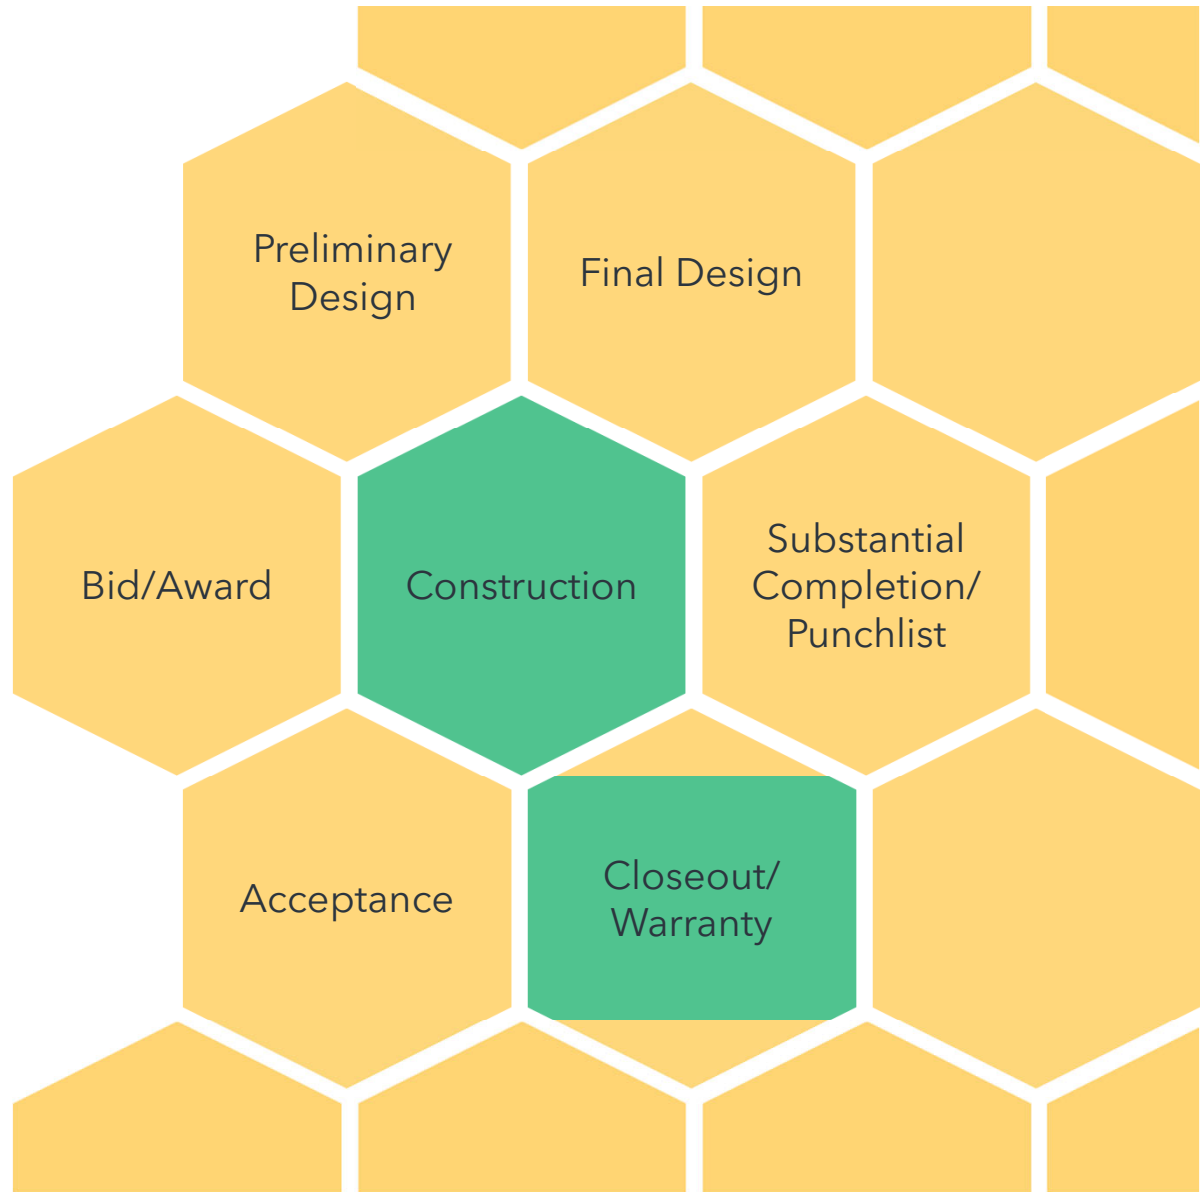 Preliminary
Design
Final Design
Bid/Award
Construction
Substantial
Completion/
Punchlist
Acceptance
Closeout/
Warranty